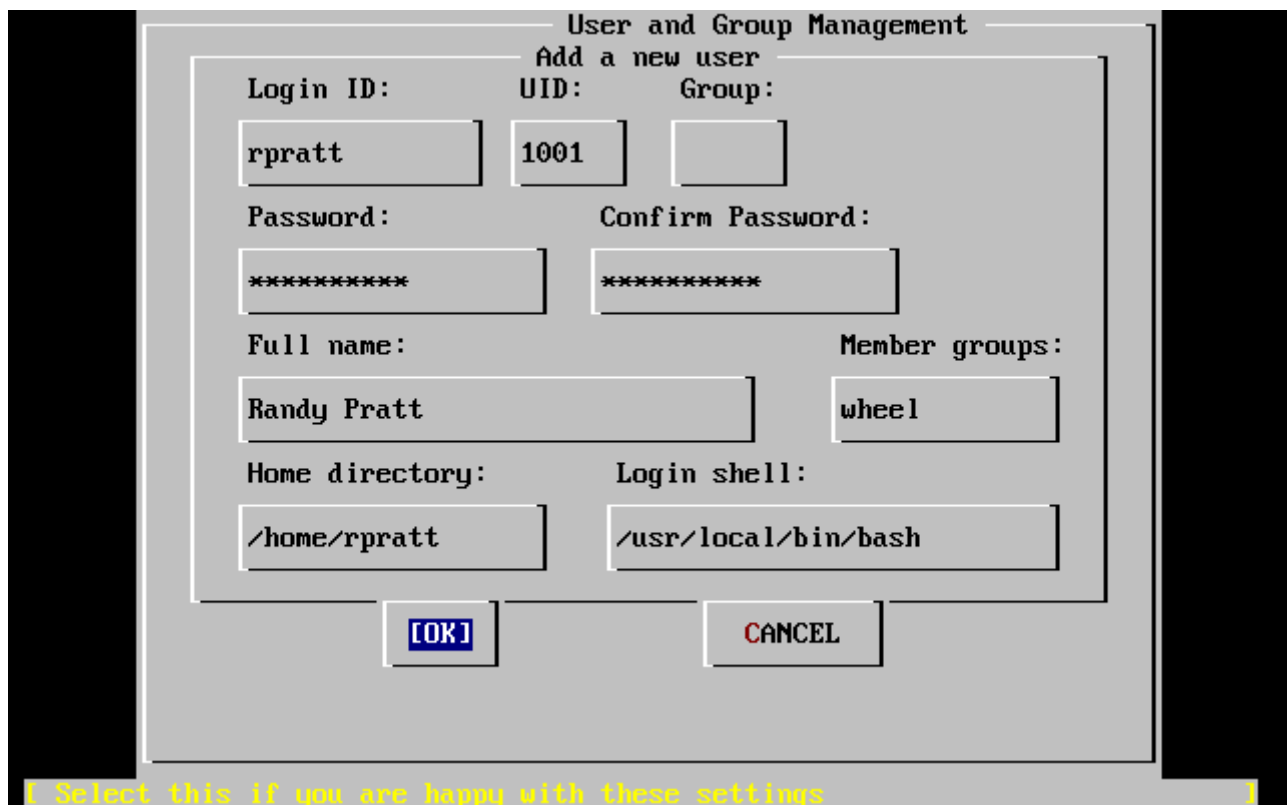 User and Group Management
Add a new user
Login ID: UID: Group:
rpratt 1001
Password: Confirm Password:
********** **********
Full name: Member groups:
Randy Pratt wheel
Home directory: Login shell:
/home/rpratt /usr/local/bin/bash
[OK] CANCEL
[ Select this if you are happy with these settings ]